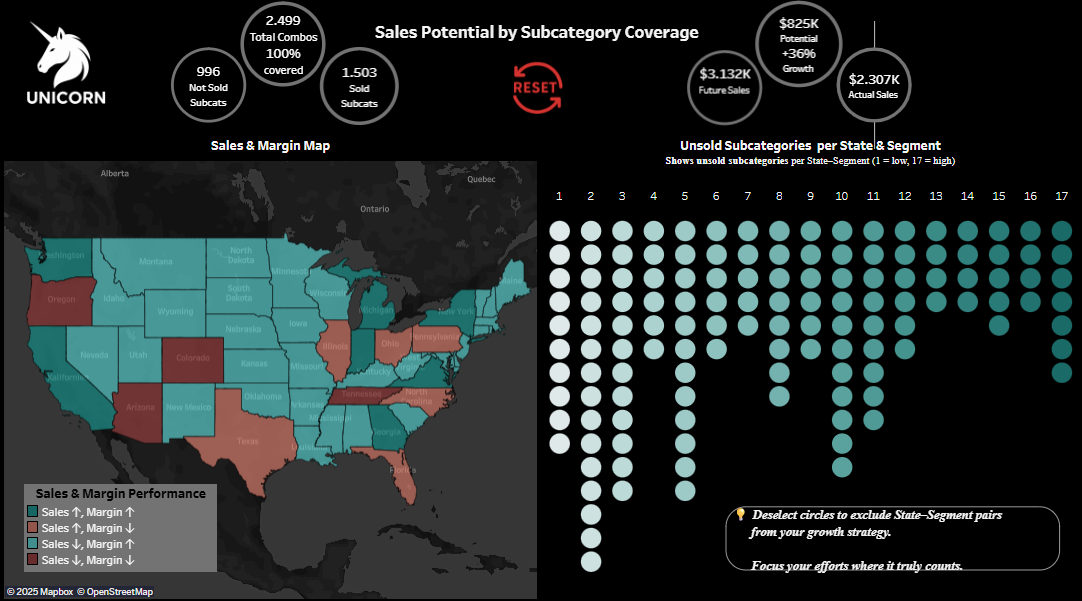 UNICORN
2.499
Total Combos
100%
covered
996
Not Sold
Subcats
1.503
Sold
Subcats
Sales Potential by Subcategory Coverage
RESET
$825K
Potential
+36%
Growth
$3.132K
Future Sales
$2.307K
Actual Sales
Sales & Margin Map
Alberta
Quebec
Ontario
Washington
Montana
North
Dakota
Minnesota
Maine
Oregon
Idaho
South
Dakota
Wisconsin
Michigan
New York
Wyoming
Iowa
Nebraska
Illinois
Ohio
Pennsylvania
Nevada
Utah
Colorado
Kansas
Missouri
West
Virginia
Kentucky
California
Arizona
New Mexico
Oklahoma
Arkansas
Tennessee
North
Carolina
Texas
Mississippi
Georgia
Louisiana
Florida
Sales & Margin Performance
Sales ↑, Margin ↑
Sales ↑, Margin ↓
Sales ↓, Margin ↑
Sales ↓, Margin ↓
© 2025 Mapbox © OpenStreetMap
Unsold Subcategories per State & Segment
Shows unsold subcategories per State–Segment (1 = low, 17 = high)
1 2 3 4 5 6 7 8 9 10 11 12 13 14 15 16 17
Deselect circles to exclude State–Segment pairs
from your growth strategy.
Focus your efforts where it truly counts.